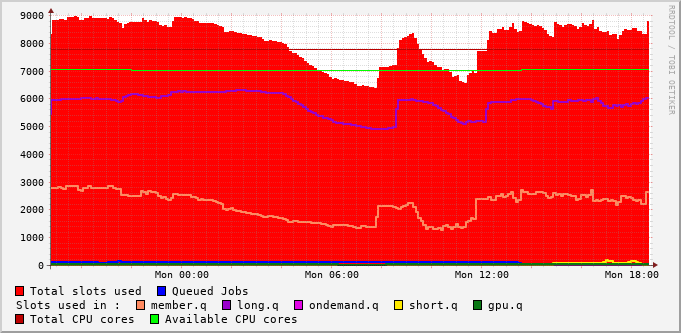 9000
8000
7000
6000
5000
4000
3000
2000
1000
0
Mon 00:00 Mon 06:00 Mon 12:00 Mon 18:00
Total slots used Queued Jobs
Slots used in : member.q long.q ondemand.q short.q gpu.q
Total CPU cores Available CPU cores
RRDTOOL / TOBI OETIKER